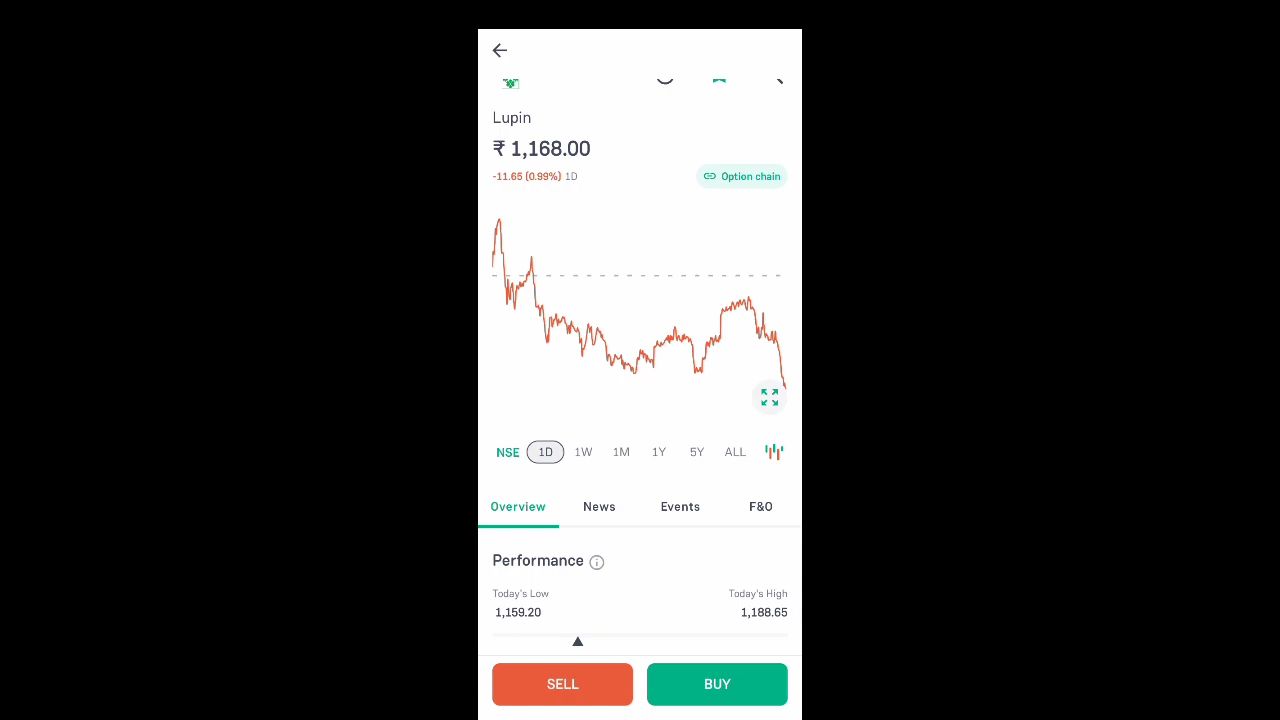 Lupin
₹ 1,168.00
-11.65 (0.99%) 1D
Option chain
NSE 1D 1W 1M 1Y 5Y ALL
Overview News Events F&O
Performance
Today's Low Today's High
1,159.20 1,188.65
SELL BUY